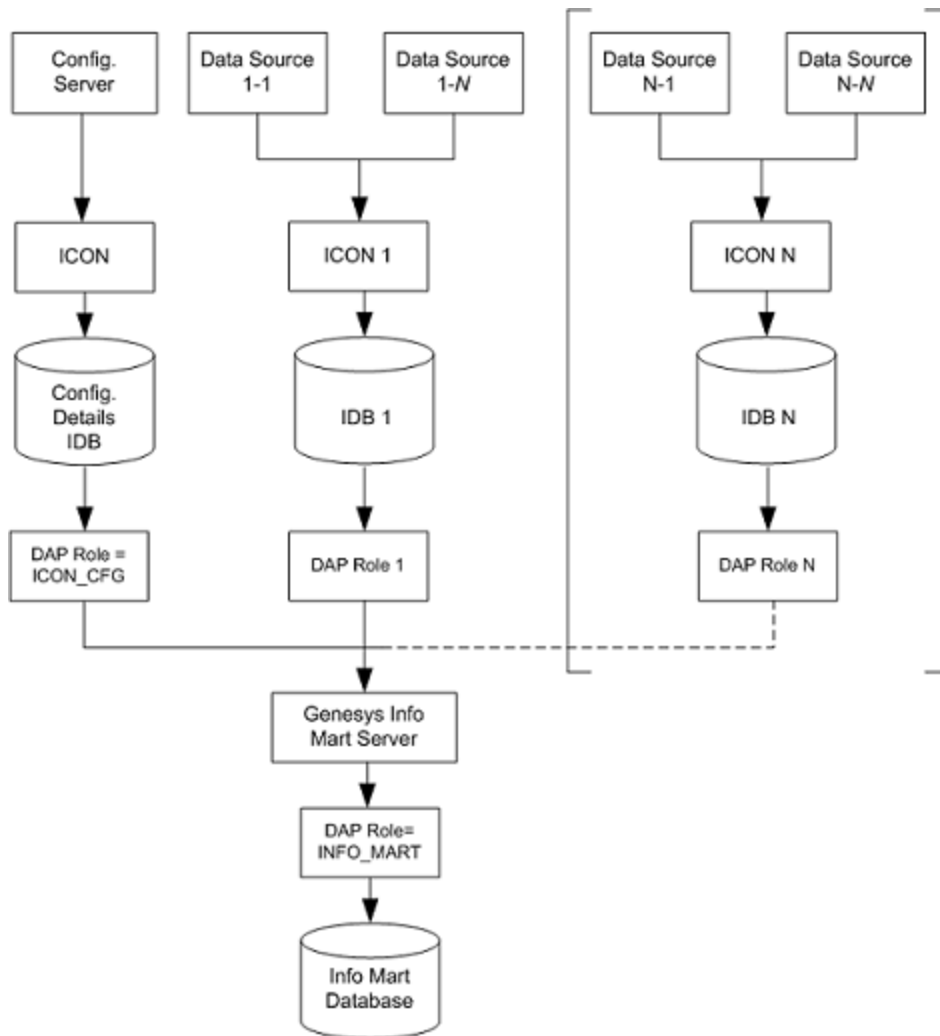 Config.
Server
Data Source
1-1
Data Source
1-N
Data Source
N-1
Data Source
N-N
ICON
ICON 1
ICON N
Config.
Details
IDB
IDB 1
IDB N
DAP Role =
ICON_CFG
DAP Role 1
DAP Role N
Genesys Info
Mart Server
DAP Role=
INFO_MART
Info Mart
Database